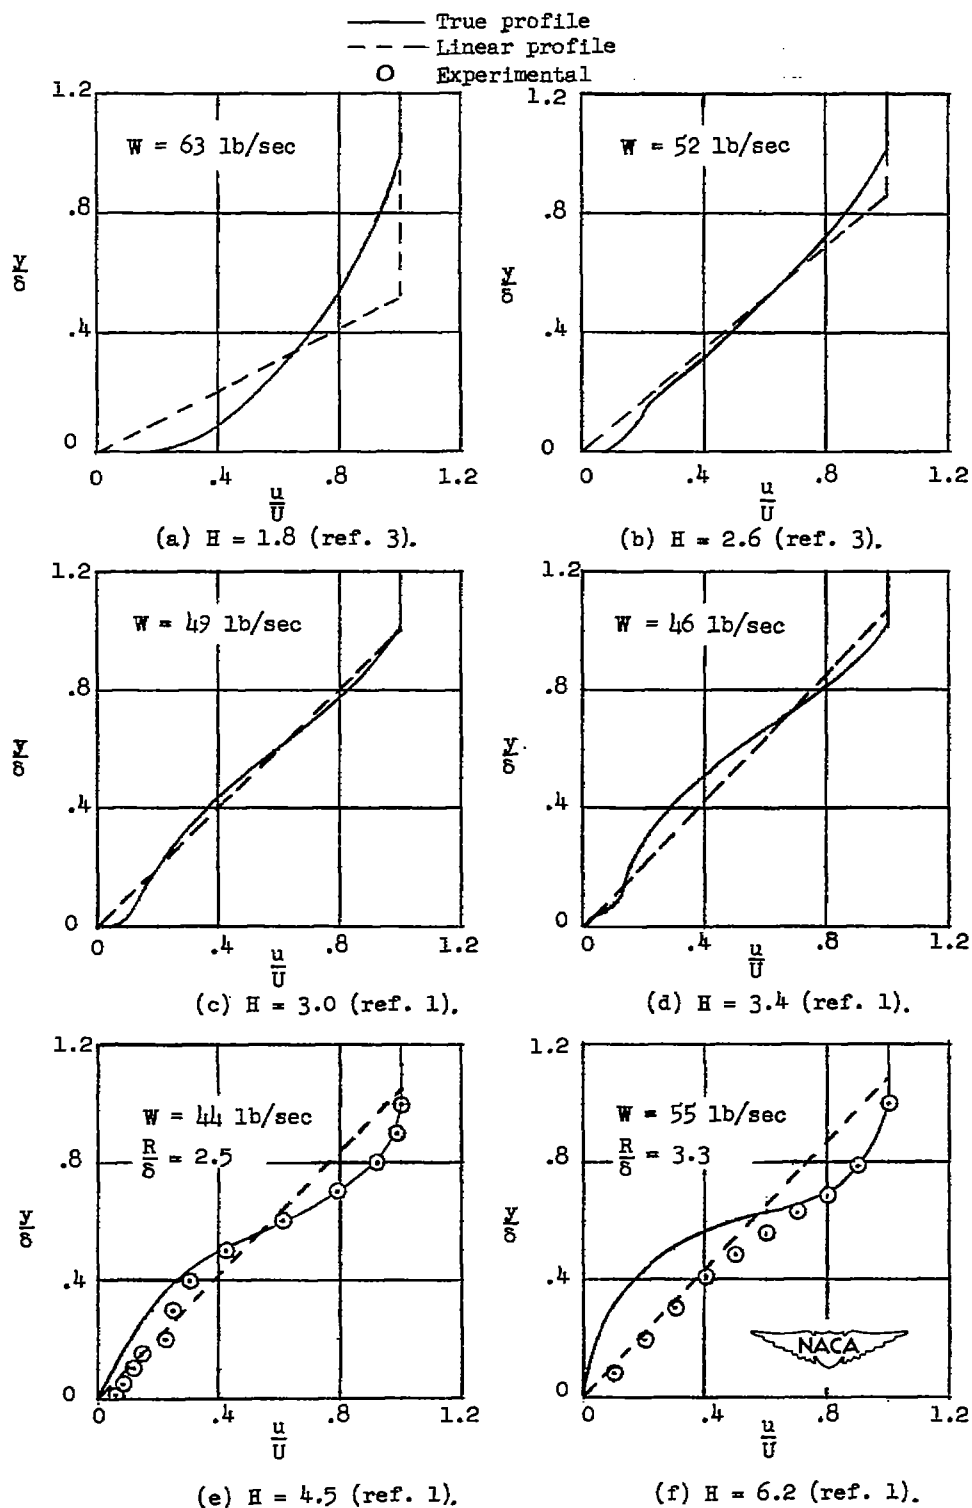 True profile
Linear profile
Experimental
1.2 1.2
W = 63 lb/sec W = 52 lb/sec
.8 .8
y/δ y/δ
.4 .4
0 0
0 .4 .8 1.2 0 .4 .8 1.2
u/U u/U
(a) H = 1.8 (ref. 3). (b) H = 2.6 (ref. 3).
1.2 1.2
W = 49 lb/sec W = 46 lb/sec
.8 .8
y/δ y/δ
.4 .4
0 0
0 .4 .8 1.2 0 .4 .8 1.2
u/U u/U
(c) H = 3.0 (ref. 1). (d) H = 3.4 (ref. 1).
1.2 1.2
W = 44 lb/sec W = 55 lb/sec
R/δ = 2.5 R/δ = 3.3
.8 .8
y/δ y/δ
.4 .4
NACA
0 0
0 .4 .8 1.2 0 .4 .8 1.2
u/U u/U
(e) H = 4.5 (ref. 1). (f) H = 6.2 (ref. 1).